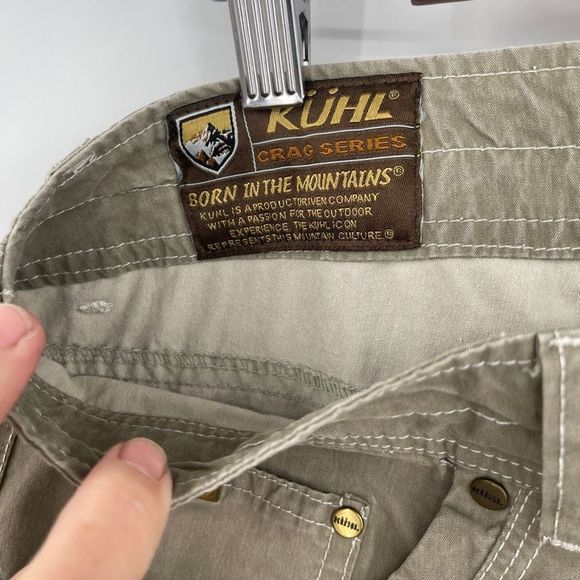 KÜHL®
CRAG SERIES
BORN IN THE MOUNTAINS®
KUHL IS A PRODUCT DRIVEN COMPANY
WITH A PASSION FOR THE OUTDOOR
EXPERIENCE. THE KUHL ICON
REPRESENTS THIS MOUNTAIN CULTURE.®
KÜHL
KÜHL